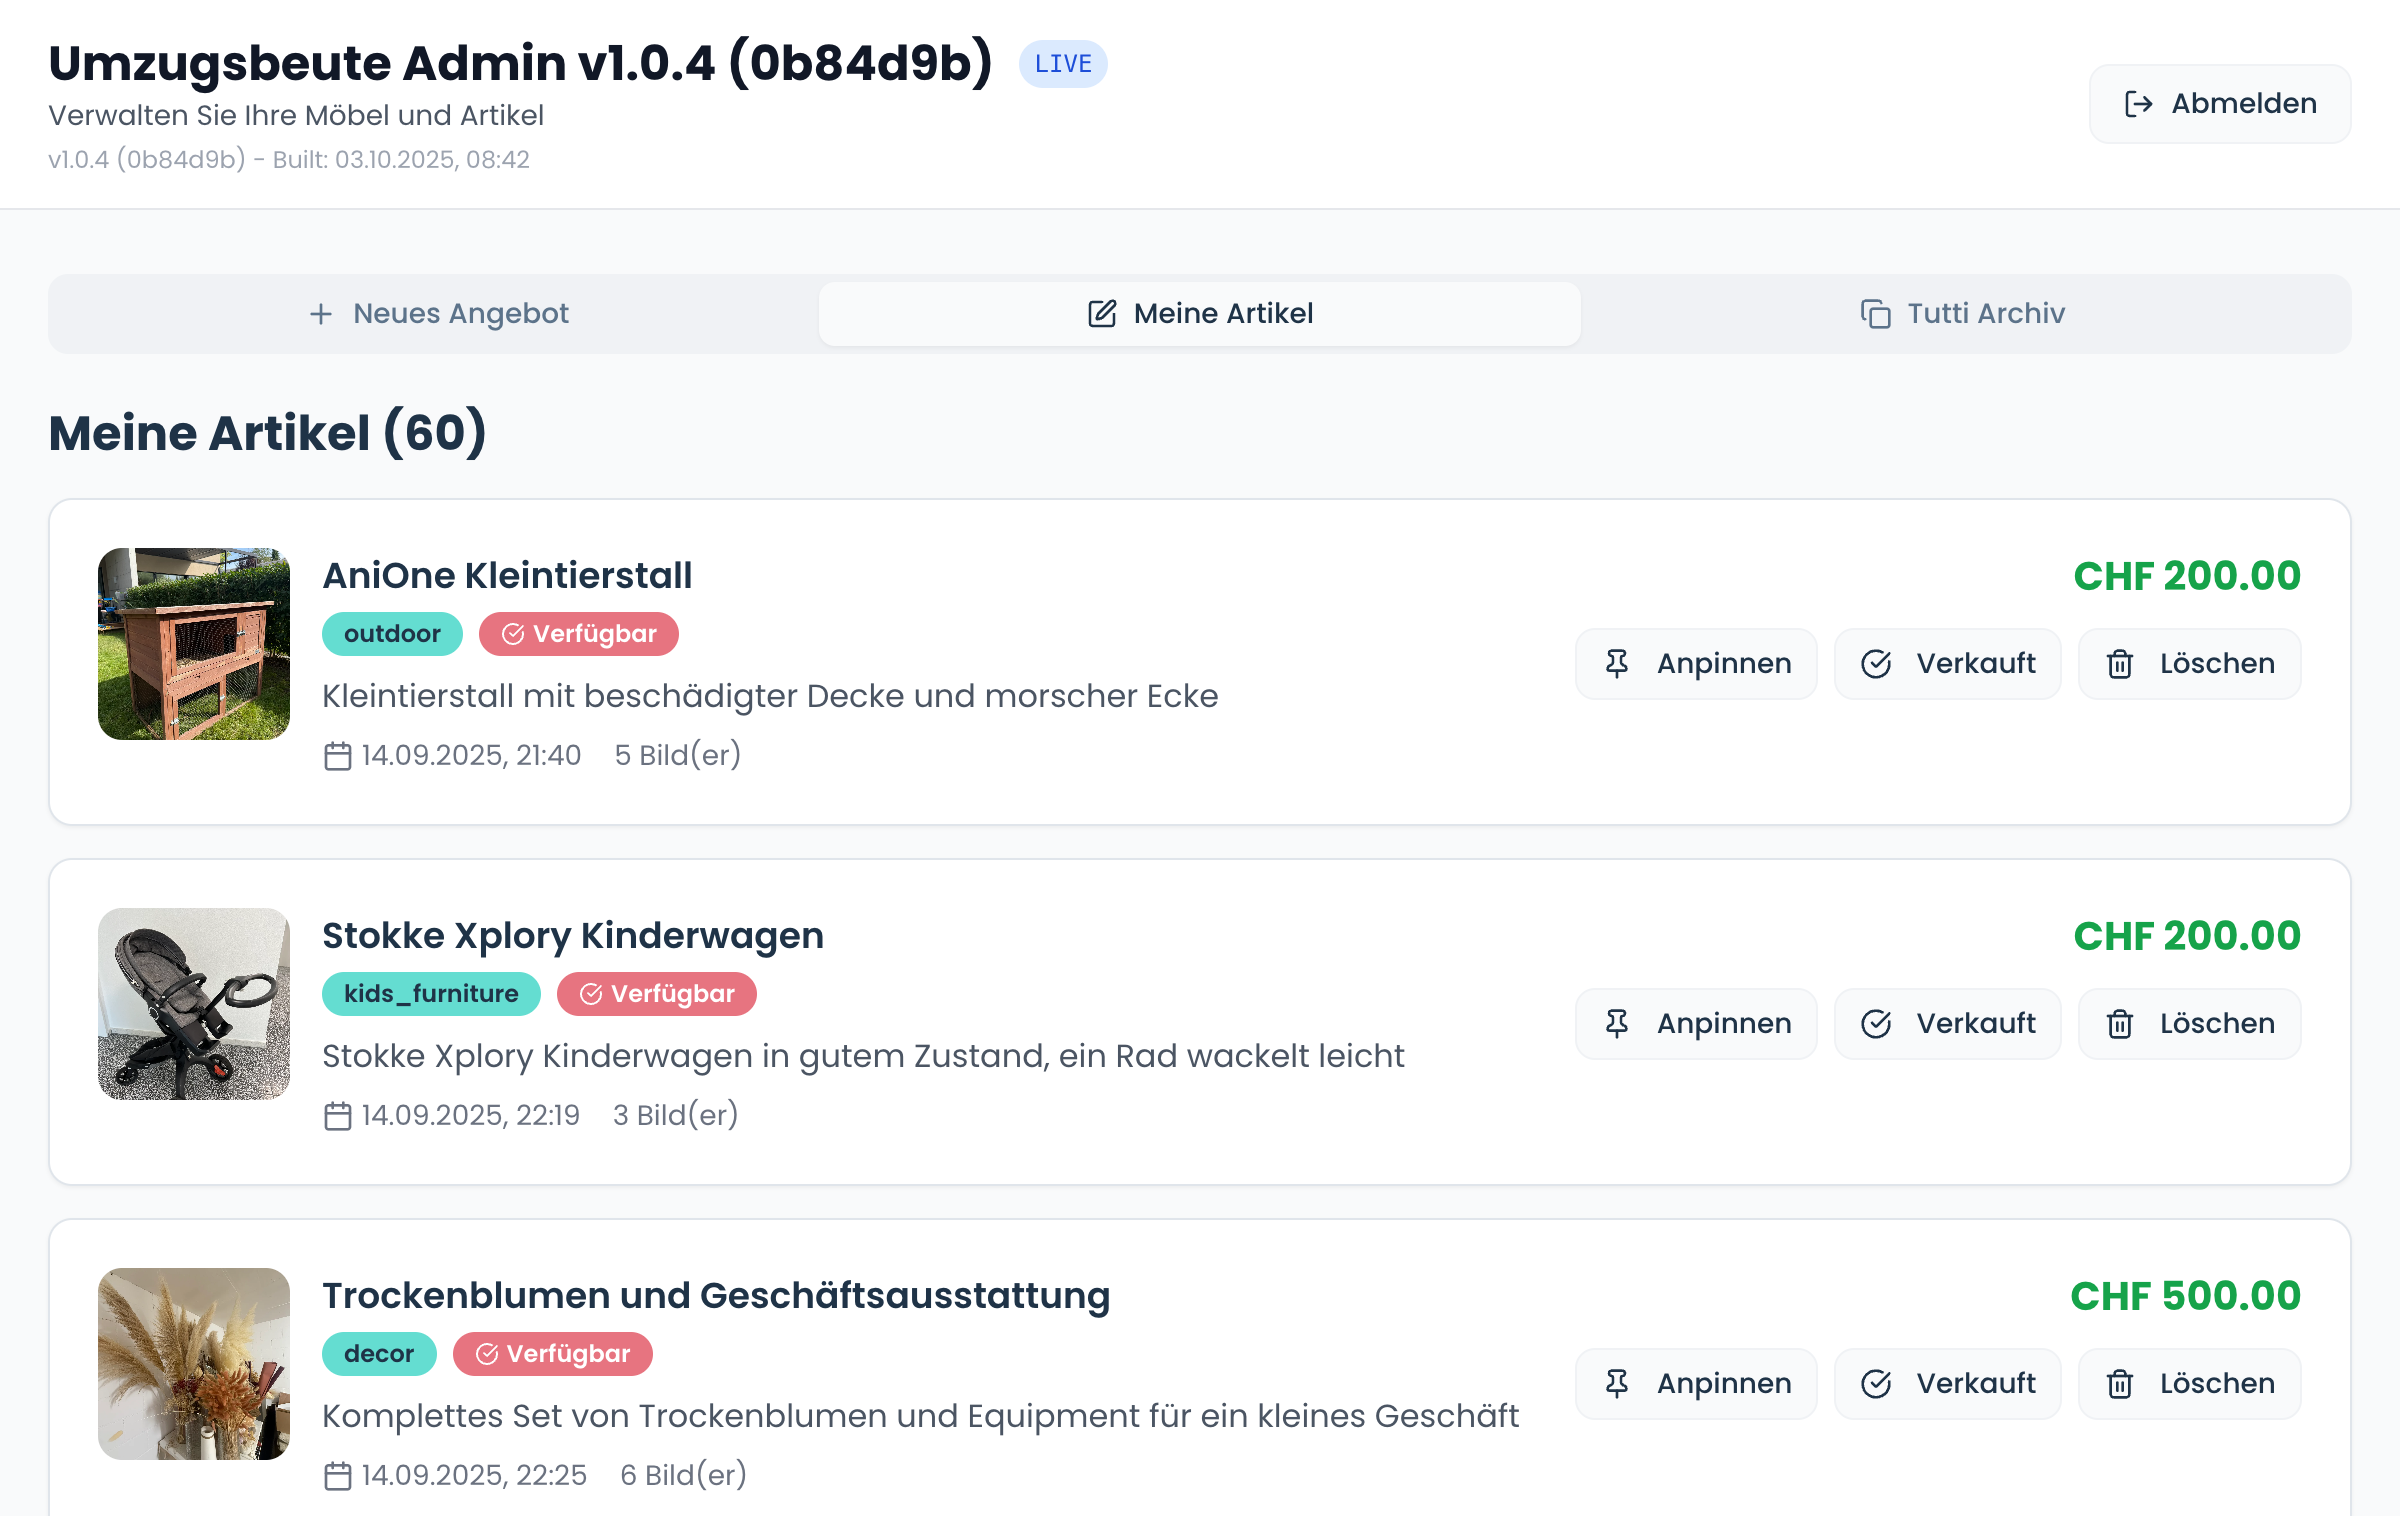 Umzugsbeute Admin v1.0.4 (0b84d9b) LIVE
Verwalten Sie Ihre Möbel und Artikel
v1.0.4 (0b84d9b) - Built: 03.10.2025, 08:42
Abmelden
Neues Angebot
Meine Artikel
Tutti Archiv
Meine Artikel (60)
AniOne Kleintierstall
CHF 200.00
outdoor Verfügbar
Anpinnen Verkauft Löschen
Kleintierstall mit beschädigter Decke und morscher Ecke
14.09.2025, 21:40 5 Bild(er)
Stokke Xplory Kinderwagen
CHF 200.00
kids_furniture Verfügbar
Anpinnen Verkauft Löschen
Stokke Xplory Kinderwagen in gutem Zustand, ein Rad wackelt leicht
14.09.2025, 22:19 3 Bild(er)
Trockenblumen und Geschäftsausstattung
CHF 500.00
decor Verfügbar
Anpinnen Verkauft Löschen
Komplettes Set von Trockenblumen und Equipment für ein kleines Geschäft
14.09.2025, 22:25 6 Bild(er)